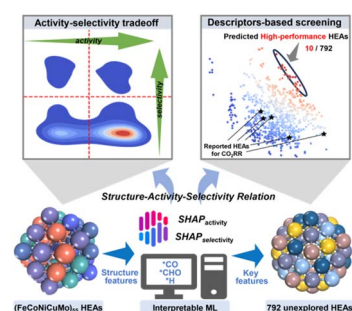 Activity-selectivity tradeoff
activity
selectivity
Descriptors-based screening
Predicted High-performance HEAs
10 / 792
Reported HEAs
for CO₂RR
Structure-Activity-Selectivity Relation
SHAPactivity
SHAPselectivity
Structure
features
*CO
*CHO
*H
Key
features
(FeCoNiCuMo)₅₅ HEAs
Interpretable ML
792 unexplored HEAs